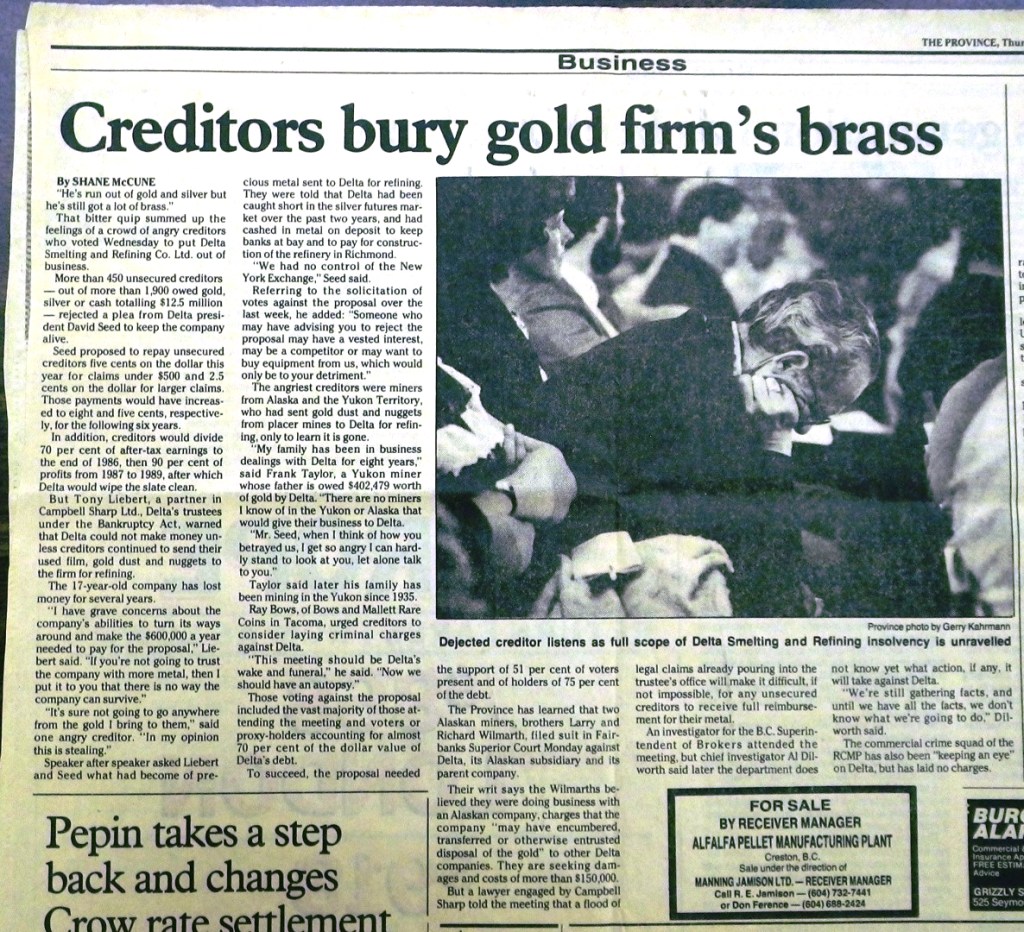 THE PROVINCE, Thur
Business
Creditors bury gold firm's brass
By SHANE McCUNE
"He's run out of gold and silver but
he's still got a lot of brass."
That bitter quip summed up the
feelings of a crowd of angry creditors
who voted Wednesday to put Delta
Smelting and Refining Co. Ltd. out of
business.
More than 450 unsecured creditors
— out of more than 1,900 owed gold,
silver or cash totalling $12.5 million
— rejected a plea from Delta presi-
dent David Seed to keep the company
alive.
Seed proposed to repay unsecured
creditors five cents on the dollar this
year for claims under $500 and 2.5
cents on the dollar for larger claims.
Those payments would have increas-
ed to eight and five cents, respective-
ly, for the following six years.
In addition, creditors would divide
70 per cent of after-tax earnings to
the end of 1986, then 90 per cent of
profits from 1987 to 1989, after which
Delta would wipe the slate clean.
But Tony Liebert, a partner in
Campbell Sharp Ltd., Delta's trustees
under the Bankruptcy Act, warned
that Delta could not make money un-
less creditors continued to send their
used film, gold dust and nuggets to
the firm for refining.
The 17-year-old company has lost
money for several years.
"I have grave concerns about the
company's abilities to turn its ways
around and make the $600,000 a year
needed to pay for the proposal," Lie-
bert said. "If you're not going to trust
the company with more metal, then I
put it to you that there is no way the
company can survive."
"It's sure not going to go anywhere
from the gold I bring to them," said
one angry creditor. "In my opinion
this is stealing."
Speaker after speaker asked Liebert
and Seed what had become of pre-
cious metal sent to Delta for refining.
They were told that Delta had been
caught short in the silver futures mar-
ket over the past two years, and had
cashed in metal on deposit to keep
banks at bay and to pay for construc-
tion of the refinery in Richmond.
"We had no control of the New
York Exchange," Seed said.
Referring to the solicitation of
votes against the proposal over the
last week, he added: "Someone who
may have advising you to reject the
proposal may have a vested interest,
may be a competitor or may want to
buy equipment from us, which would
only be to your detriment."
The angriest creditors were miners
from Alaska and the Yukon Territory,
who had sent gold dust and nuggets
from placer mines to Delta for refin-
ing, only to learn it is gone.
"My family has been in business
dealings with Delta for eight years,"
said Frank Taylor, a Yukon miner
whose father is owed $402,479 worth
of gold by Delta. "There are no miners
I know of in the Yukon or Alaska that
would give their business to Delta.
"Mr. Seed, when I think of how you
betrayed us, I get so angry I can hard-
ly stand to look at you, let alone talk
to you."
Taylor said later his family has
been mining in the Yukon since 1935.
Ray Bows, of Bows and Mallett Rare
Coins in Tacoma, urged creditors to
consider laying criminal charges
against Delta.
"This meeting should be Delta's
wake and funeral," he said. "Now we
should have an autopsy."
Those voting against the proposal
included the vast majority of those at-
tending the meeting and voters or
proxy-holders accounting for almost
70 per cent of the dollar value of
Delta's debt.
To succeed, the proposal needed
Province photo by Gerry Kahrmann
Dejected creditor listens as full scope of Delta Smelting and Refining insolvency is unravelled
the support of 51 per cent of voters
present and of holders of 75 per cent
of the debt.
The Province has learned that two
Alaskan miners, brothers Larry and
Richard Wilmarth, filed suit in Fair-
banks Superior Court Monday against
Delta, its Alaskan subsidiary and its
parent company.
Their writ says the Wilmarths be-
lieved they were doing business with
an Alaskan company, charges that the
company "may have encumbered,
transferred or otherwise entrusted
disposal of the gold" to other Delta
companies. They are seeking dam-
ages and costs of more than $150,000.
But a lawyer engaged by Campbell
Sharp told the meeting that a flood of
legal claims already pouring into the
trustee's office will make it difficult, if
not impossible, for any unsecured
creditors to receive full reimburse-
ment for their metal.
An investigator for the B.C. Superin-
tendent of Brokers attended the
meeting, but chief investigator Al Dil-
worth said later the department does
not know yet what action, if any, it
will take against Delta.
"We're still gathering facts, and
until we have all the facts, we don't
know what we're going to do," Dil-
worth said.
The commercial crime squad of the
RCMP has also been "keeping an eye"
on Delta, but has laid no charges.
Pepin takes a step
back and changes
Crow rate settlement
FOR SALE
BY RECEIVER MANAGER
ALFALFA PELLET MANUFACTURING PLANT
Creston, B.C.
Sale under the direction of
MANNING JAMISON LTD. — RECEIVER MANAGER
Call R. E. Jamison — (604) 732-7441
or Don Ference — (604) 688-2424
BURG
ALAR
Commercial
Insurance Ap
FREE ESTIM
Advice
GRIZZLY S
525 Seymo